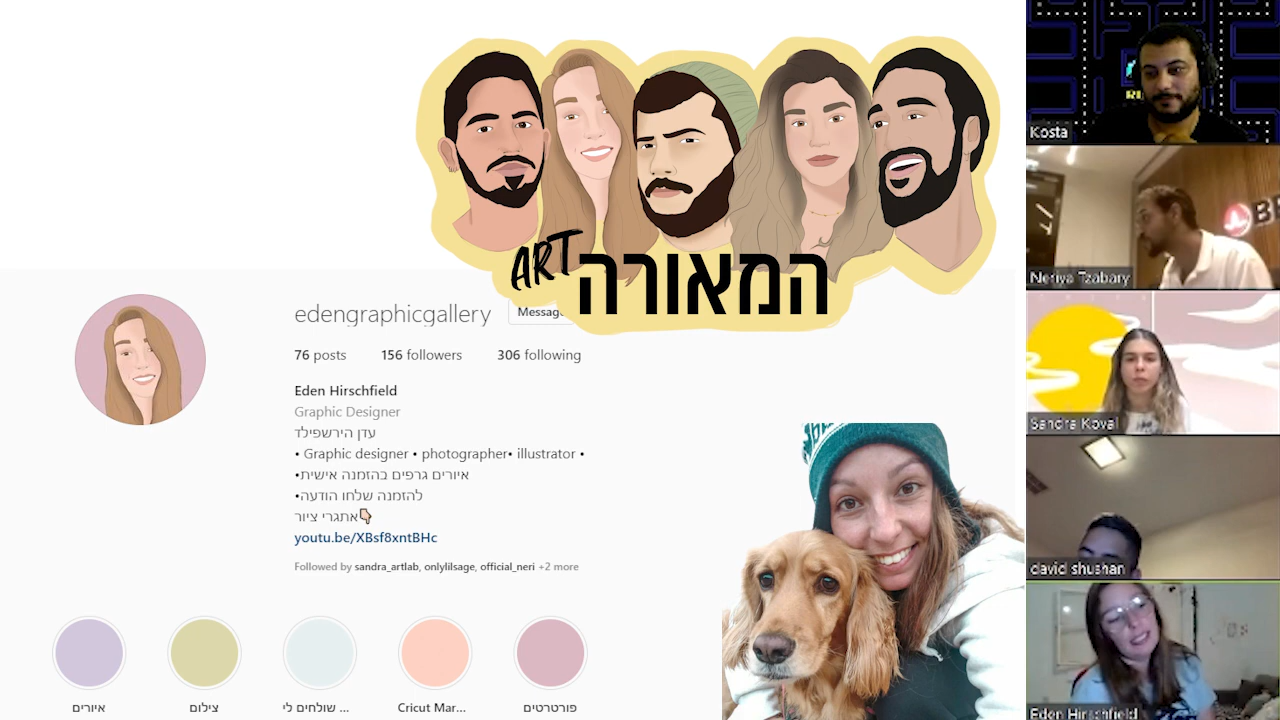 ART
המאורה
edengraphicgallery
76 posts 156 followers 306 following
Eden Hirschfield
Graphic Designer
עדן הירשפילד
• Graphic designer • photographer• illustrator •
•איורים גרפים בהזמנה אישית
•להזמנה שלחו הודעה
אתגרי ציור
youtu.be/XBsf8xntBHc
Followed by sandra_artlab, onlylilsage, official_neri +2 more
איורים
צילום
שולחים לי ...
Cricut Mar...
פורטרטים
Kosta
Neriya Tzabary
Sandra Koval
david shushan
Eden Hirschfield